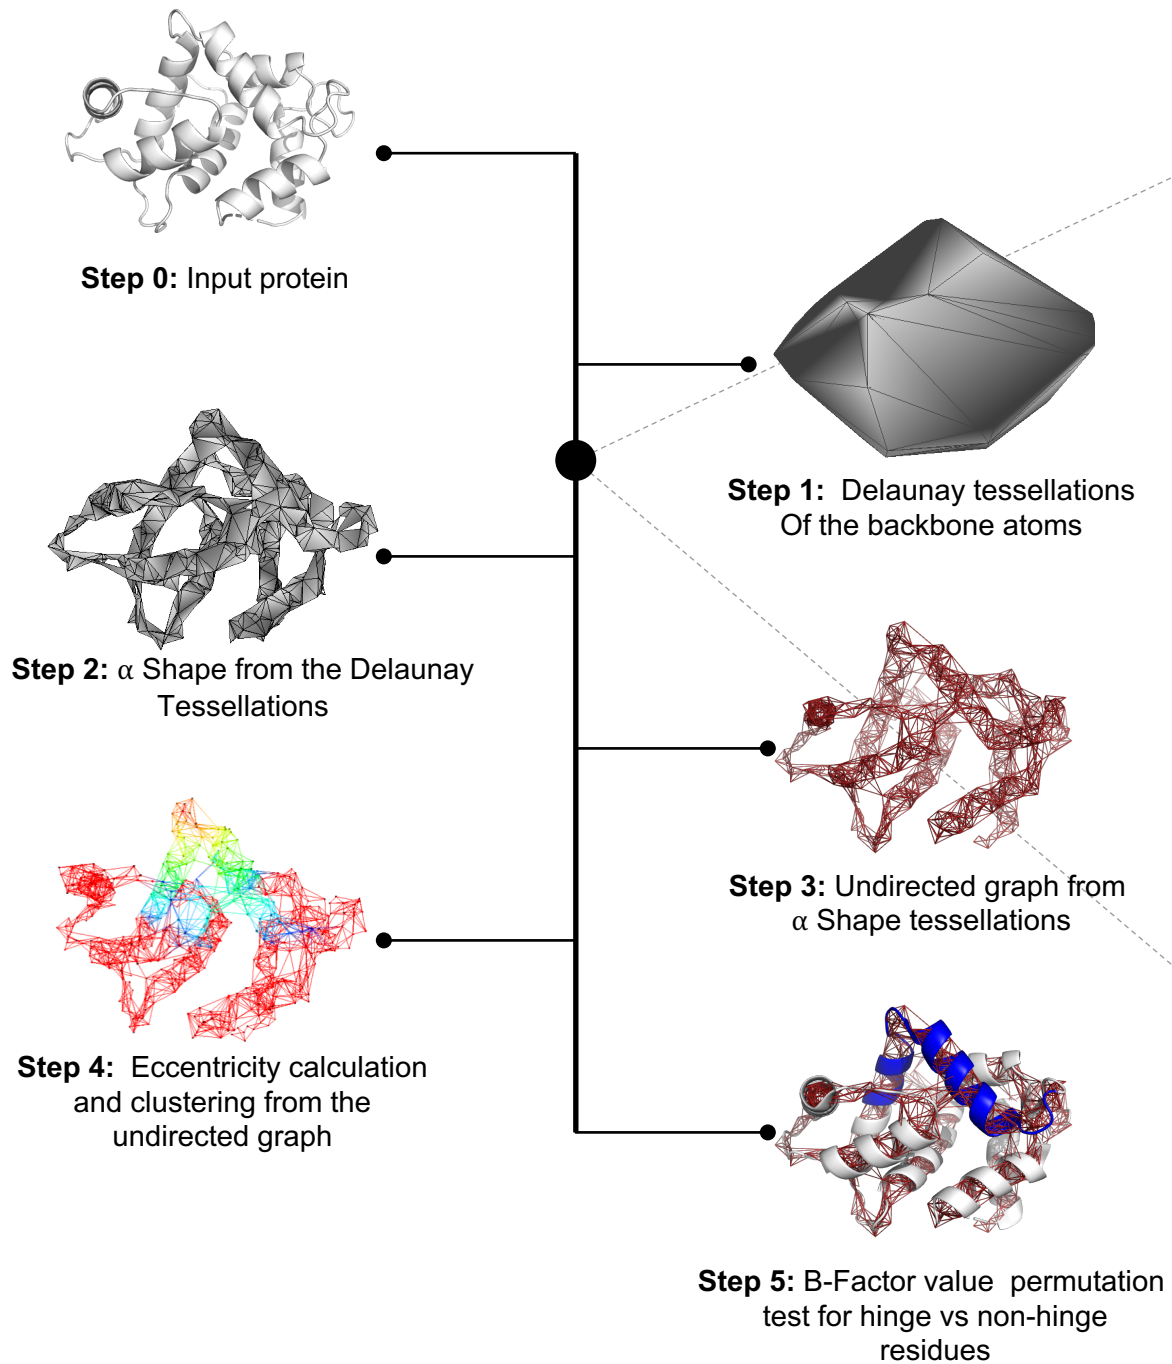 Step 0: Input protein
Step 1: Delaunay tessellations
Of the backbone atoms
Step 2: α Shape from the Delaunay
Tessellations
Step 3: Undirected graph from
α Shape tessellations
Step 4: Eccentricity calculation
and clustering from the
undirected graph
Step 5: B-Factor value permutation
test for hinge vs non-hinge
residues